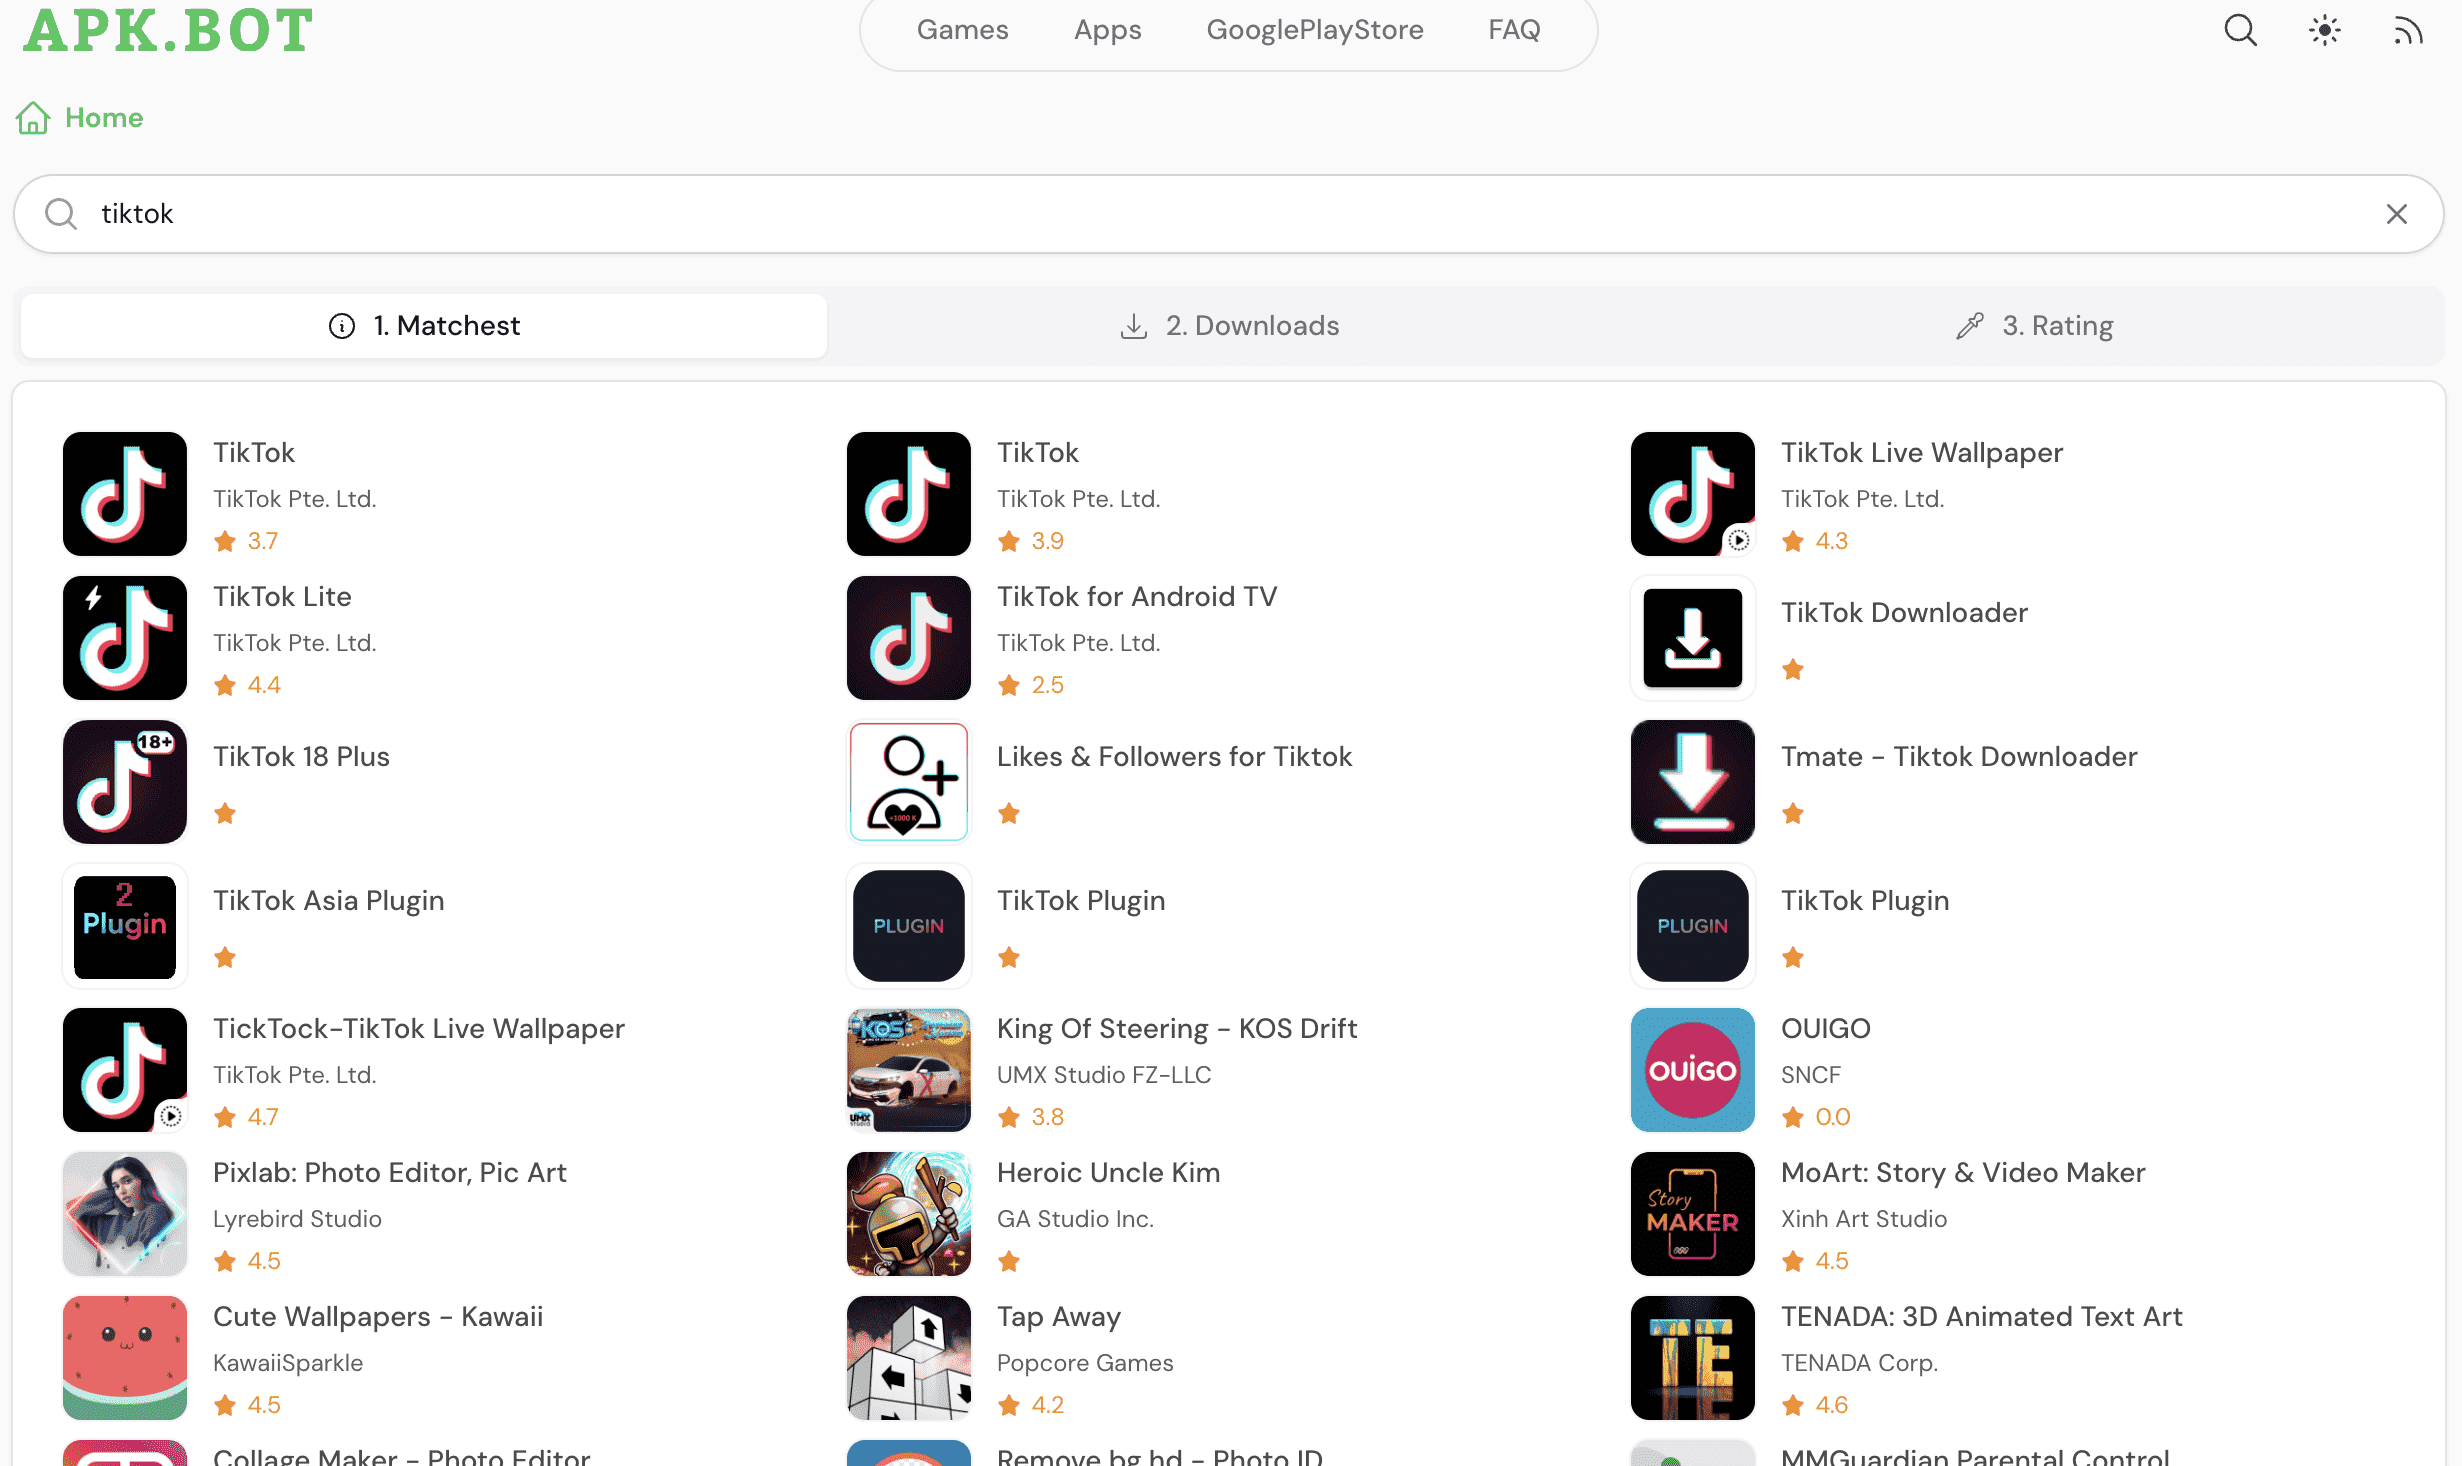 APK.BOT
Games Apps GooglePlayStore FAQ
Home
tiktok
1. Matchest 2. Downloads 3. Rating
TikTok
TikTok Pte. Ltd.
3.7
TikTok
TikTok Pte. Ltd.
3.9
TikTok Live Wallpaper
TikTok Pte. Ltd.
4.3
TikTok Lite
TikTok Pte. Ltd.
4.4
TikTok for Android TV
TikTok Pte. Ltd.
2.5
TikTok Downloader
18+
TikTok 18 Plus
+1000 K
Likes & Followers for Tiktok
Tmate - Tiktok Downloader
2
Plugin
TikTok Asia Plugin
PLUGIN
TikTok Plugin
PLUGIN
TikTok Plugin
TickTock-TikTok Live Wallpaper
TikTok Pte. Ltd.
4.7
KOS
UMX
STUDIO
King Of Steering - KOS Drift
UMX Studio FZ-LLC
3.8
OUIGO
OUIGO
SNCF
0.0
Pixlab: Photo Editor, Pic Art
Lyrebird Studio
4.5
Heroic Uncle Kim
GA Studio Inc.
Story
MAKER
MoArt: Story & Video Maker
Xinh Art Studio
4.5
Cute Wallpapers - Kawaii
KawaiiSparkle
4.5
Tap Away
Popcore Games
4.2
TE
TENADA: 3D Animated Text Art
TENADA Corp.
4.6
Collage Maker - Photo Editor
Remove bg hd - Photo ID
MMGuardian Parental Control